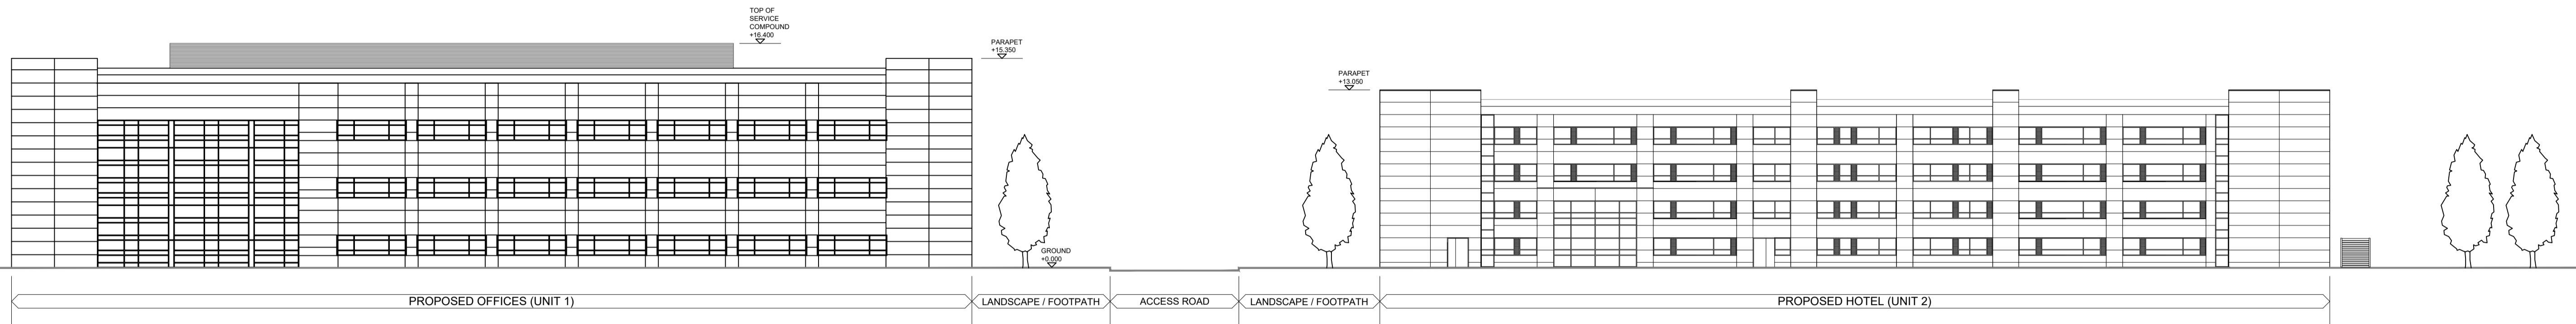 TOP OF
SERVICE
COMPOUND
+16.400
PARAPET
+15.350
PARAPET
+13.050
GROUND
+0.000
PROPOSED OFFICES (UNIT 1)
LANDSCAPE / FOOTPATH
ACCESS ROAD
LANDSCAPE / FOOTPATH
PROPOSED HOTEL (UNIT 2)